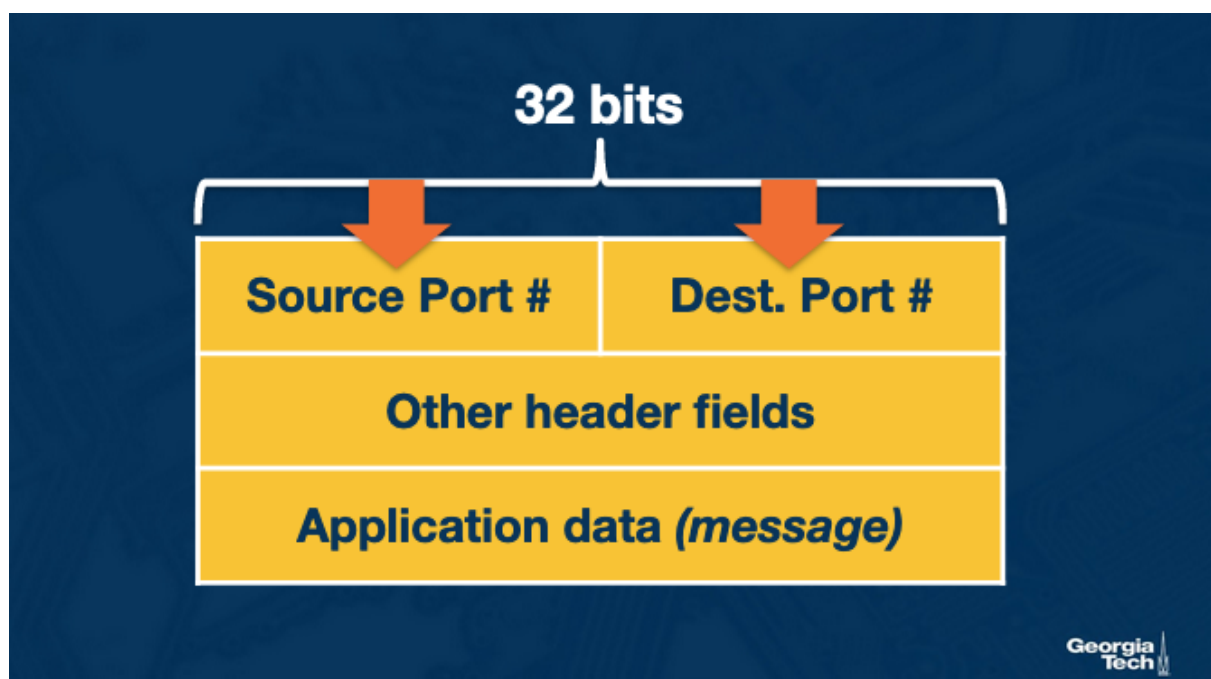 32 bits
Source Port # Dest. Port #
Other header fields
Application data (message)
Georgia
Tech